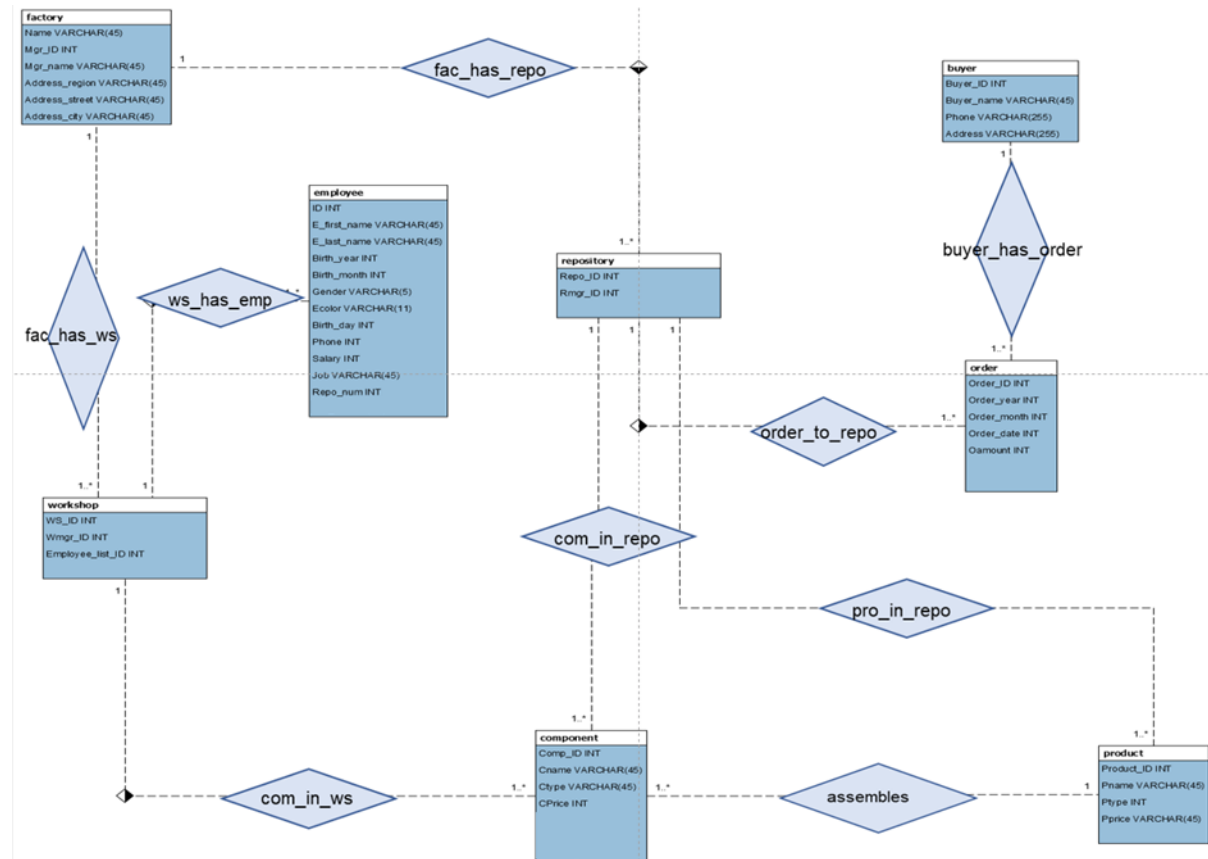 factory
Name VARCHAR(45)
Mgr_ID INT
Mgr_name VARCHAR(45)
Address_region VARCHAR(45)
Address_street VARCHAR(45)
Address_city VARCHAR(45)
1
fac_has_repo
buyer
Buyer_ID INT
Buyer_name VARCHAR(45)
Phone VARCHAR(255)
Address VARCHAR(255)
1
1
employee
ID INT
E_first_name VARCHAR(45)
E_last_name VARCHAR(45)
Birth_year INT
Birth_month INT
Gender VARCHAR(5)
Ecolor VARCHAR(11)
Birth_day INT
Phone INT
Salary INT
Job VARCHAR(45)
Repo_num INT
ws_has_emp
1..*
fac_has_ws
1..*
repository
Repo_ID INT
Rmgr_ID INT
1
1
1
buyer_has_order
1..*
order
Order_ID INT
Order_year INT
Order_month INT
Order_date INT
Oamount INT
order_to_repo
1..*
1..*
1
workshop
WS_ID INT
Wmgr_ID INT
Employee_list_ID INT
1
com_in_repo
pro_in_repo
1..*
component
Comp_ID INT
Cname VARCHAR(45)
Ctype VARCHAR(45)
CPrice INT
1..*
product
Product_ID INT
Pname VARCHAR(45)
Ptype INT
Pprice VARCHAR(45)
com_in_ws
1..*
1..*
assembles
1